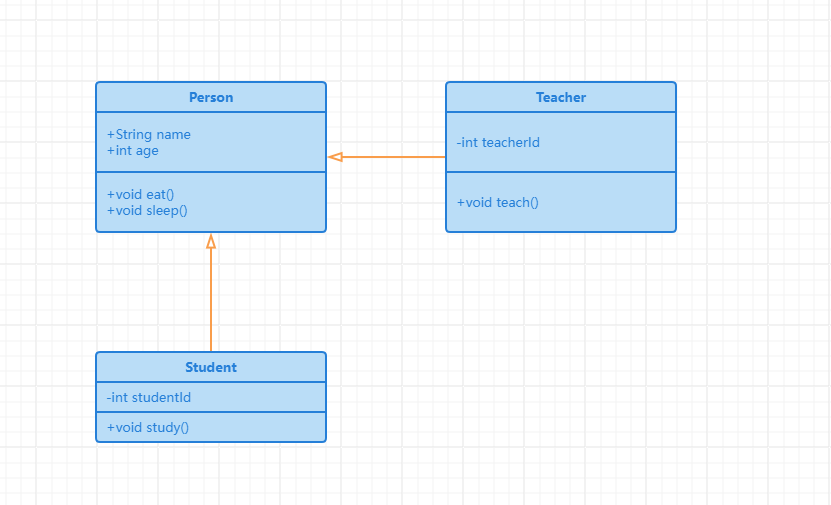 Person
+String name
+int age
+void eat()
+void sleep()
Teacher
-int teacherId
+void teach()
Student
-int studentId
+void study()